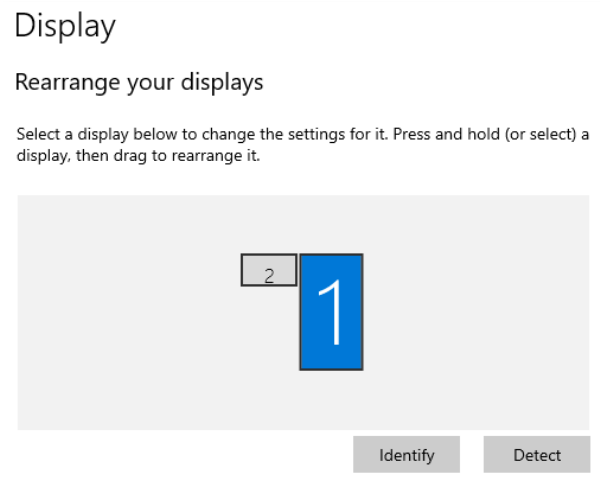 Display
Rearrange your displays
Select a display below to change the settings for it. Press and hold (or select) a
display, then drag to rearrange it.
2
1
Identify
Detect